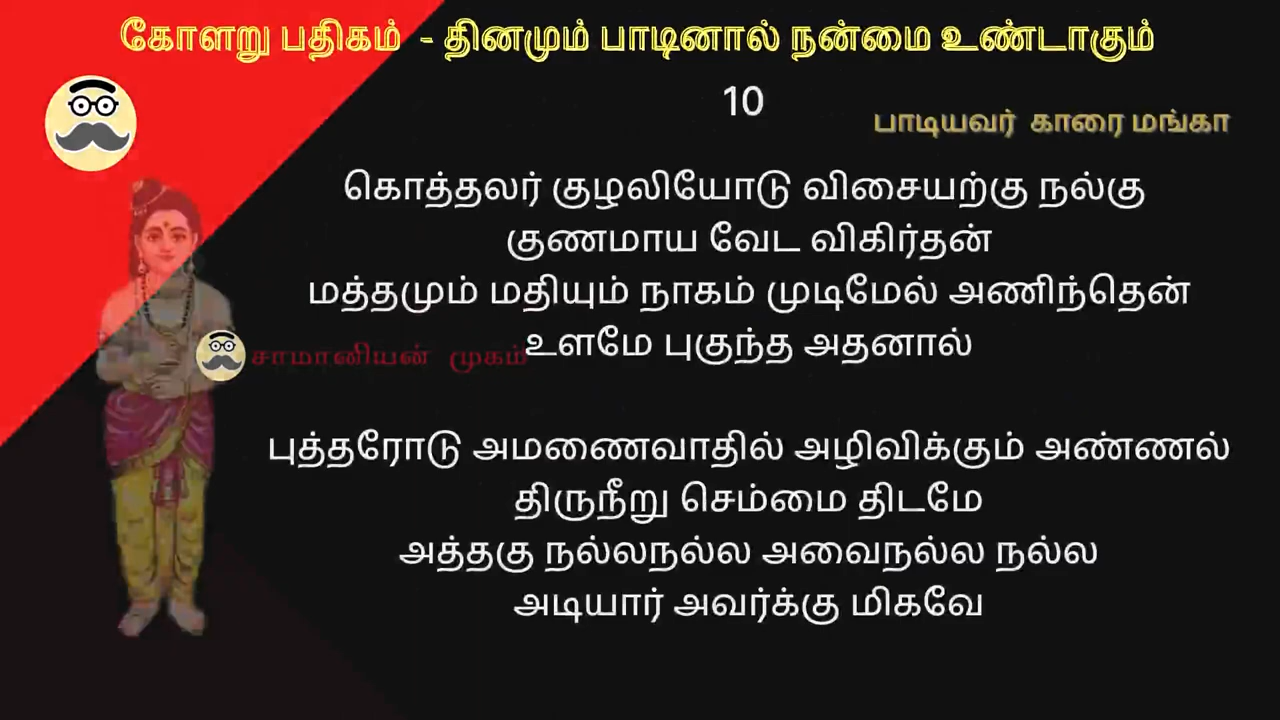 கோளறு பதிகம் - தினமும் பாடினால் நன்மை உண்டாகும்
10
பாடியவர் காரை மங்கா
கொத்தலர் குழலியோடு விசையற்கு நல்கு
குணமாய வேட விகிர்தன்
மத்தமும் மதியும் நாகம் முடிமேல் அணிந்தென்
உளமே புகுந்த அதனால்
சாமானியன் முகம்
புத்தரோடு அமணைவாதில் அழிவிக்கும் அண்ணல்
திருநீறு செம்மை திடமே
அத்தகு நல்லநல்ல அவைநல்ல நல்ல
அடியார் அவர்க்கு மிகவே